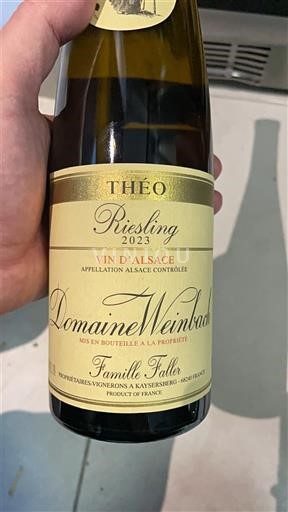 THÉO
Riesling
2023
VIN D'ALSACE
APPELLATION ALSACE CONTRÔLÉE
Domaine Weinbach
MIS EN BOUTEILLE A LA PROPRIÉTÉ
Famille Faller
PROPRIÉTAIRES-VIGNERONS A KAYSERSBERG - 68240 FRANCE
PRODUCT OF FRANCE